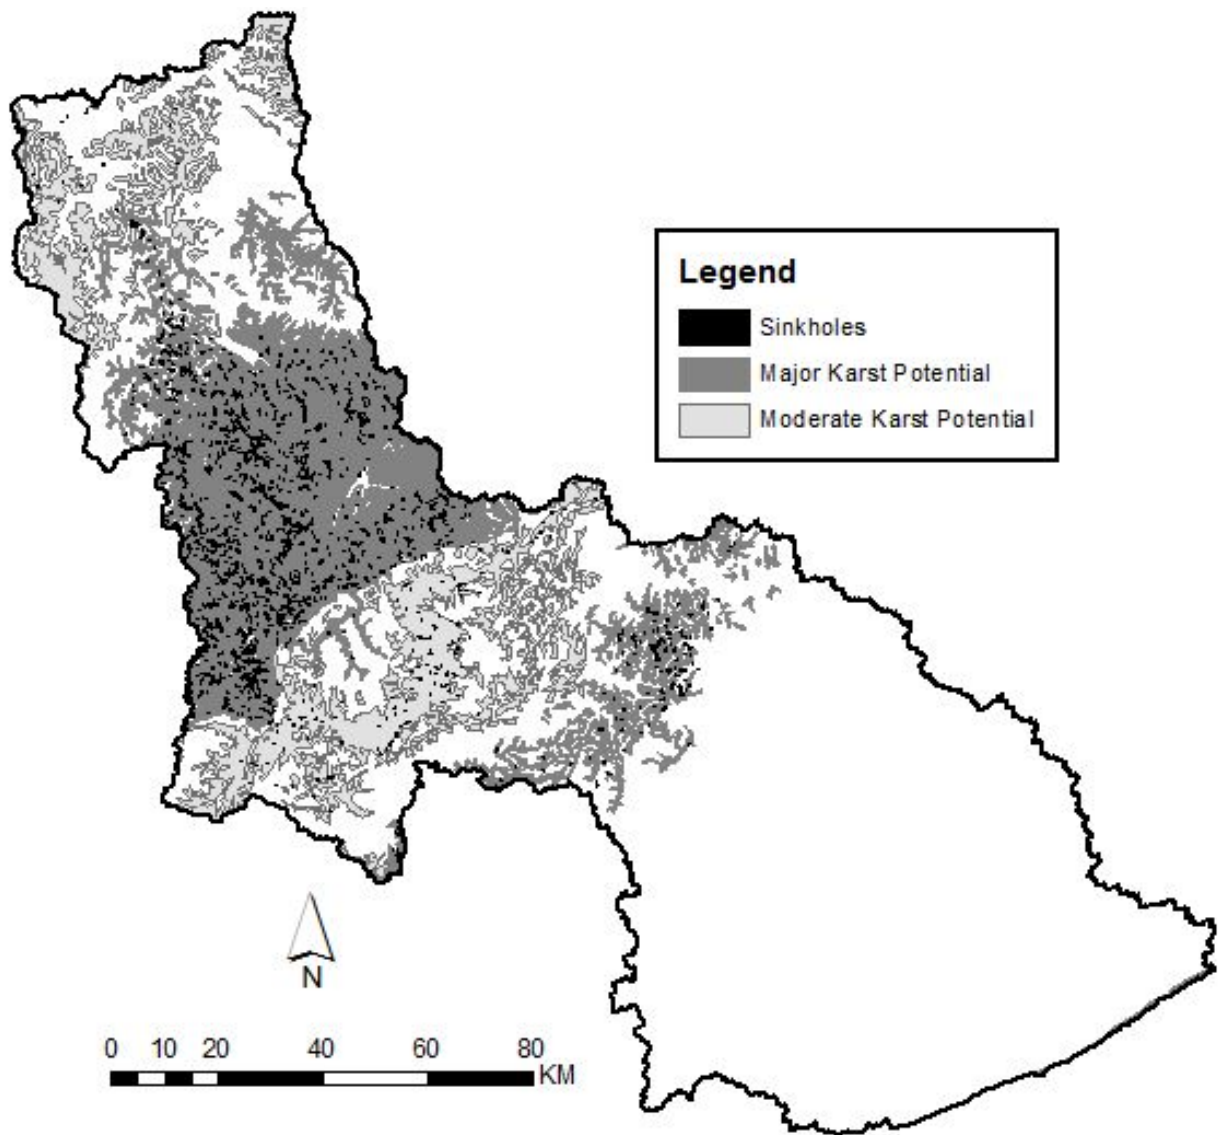 Legend
Sinkholes
Major Karst Potential
Moderate Karst Potential
N
0 10 20 40 60 80
KM